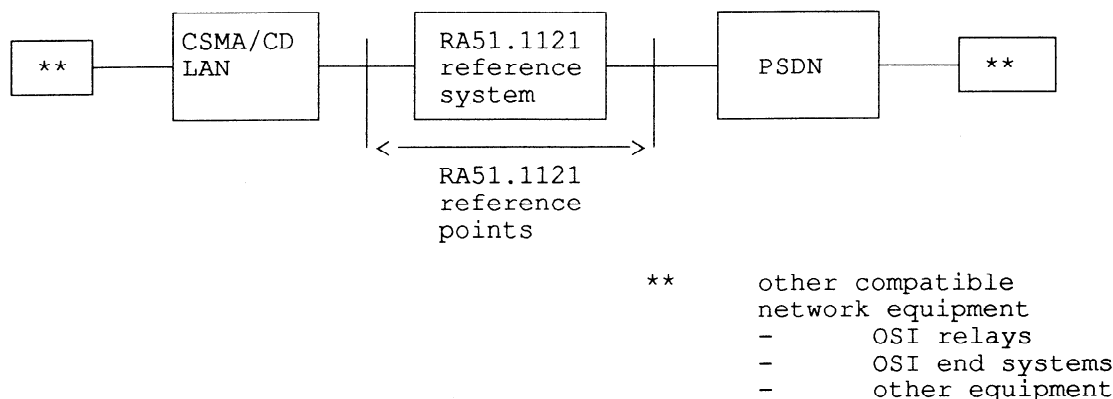 **
CSMA/CD
LAN
RA51.1121
reference
system
PSDN
**
< >
RA51.1121
reference
points
** other compatible
network equipment
- OSI relays
- OSI end systems
- other equipment